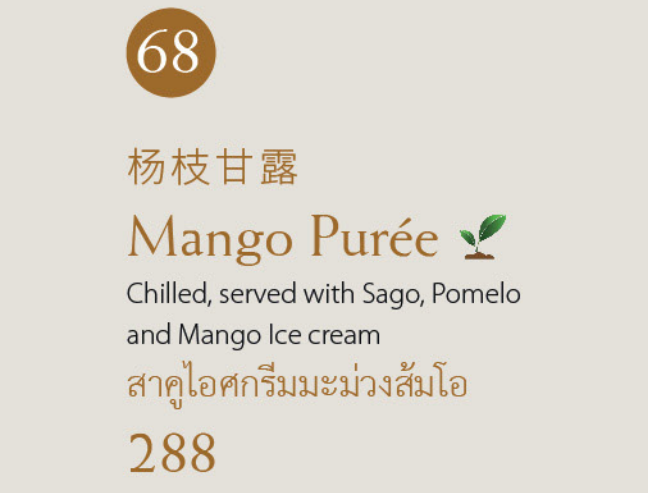 68
杨枝甘露
Mango Purée
Chilled, served with Sago, Pomelo
and Mango Ice cream
สาคูไอศกรีมมะม่วงส้มโอ
288